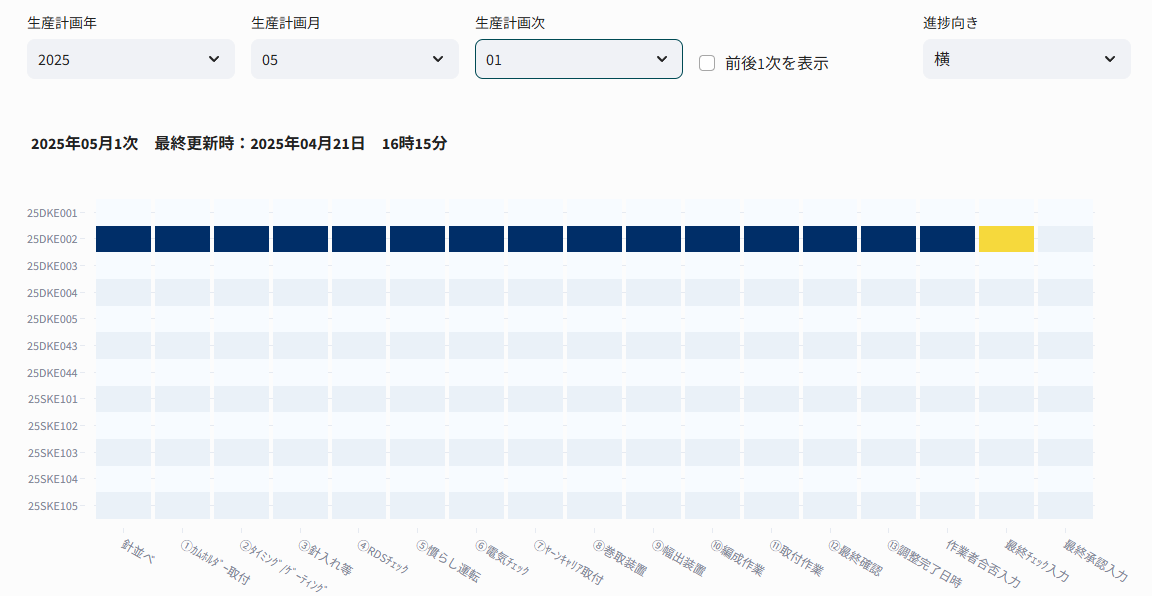 生産計画年 生産計画月 生産計画次 進捗向き
2025 05 01 前後1次を表示 横
2025年05月1次 最終更新時：2025年04月21日 16時15分
25DKE001
25DKE002
25DKE003
25DKE004
25DKE005
25DKE043
25DKE044
25SKE101
25SKE102
25SKE103
25SKE104
25SKE105
針並べ
①ｶﾑﾎﾙﾀﾞｰ取付
②ﾀｲﾐﾝｸﾞ/ｹﾞｰﾃｨﾝｸﾞ
③針入れ等
④RDSﾁｪｯｸ
⑤慣らし運転
⑥電気ﾁｪｯｸ
⑦ﾔｰﾝｷｬﾘｱ取付
⑧巻取装置
⑨幅出装置
⑩編成作業
⑪取付作業
⑫最終確認
⑬調整完了日時
作業者合否入力
最終ﾁｪｯｸ入力
最終承認入力